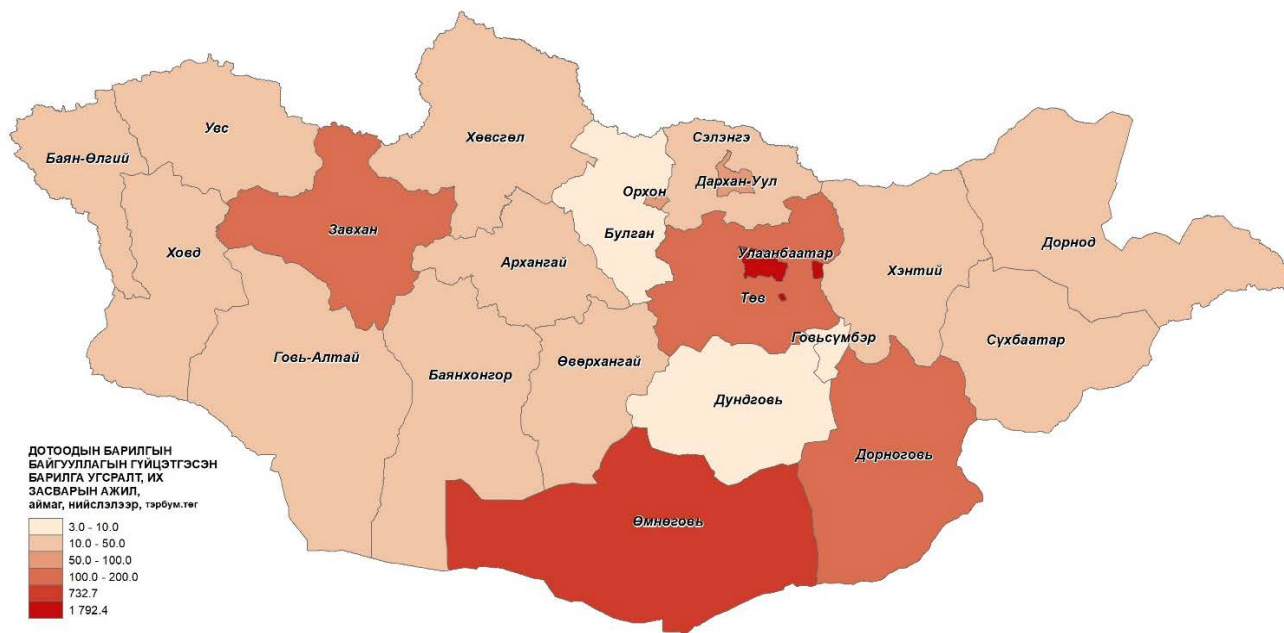 Увс
Хөвсгөл
Сэлэнгэ
Баян-Өлгий
Орхон
Дархан-Уул
Завхан
Булган
Ховд
Архангай
Улаанбаатар
Хэнтий
Дорнод
Төв
Говьсүмбэр
Сүхбаатар
Говь-Алтай
Баянхонгор
Өвөрхангай
Дундговь
Дорноговь
Өмнөговь
ДОТООДЫН БАРИЛГЫН
БАЙГУУЛЛАГЫН ГҮЙЦЭТГЭСЭН
БАРИЛГА УГСРАЛТ, ИХ
ЗАСВАРЫН АЖИЛ,
аймаг, нийслэлээр, тэрбум.төг
3.0 - 10.0
10.0 - 50.0
50.0 - 100.0
100.0 - 200.0
732.7
1 792.4